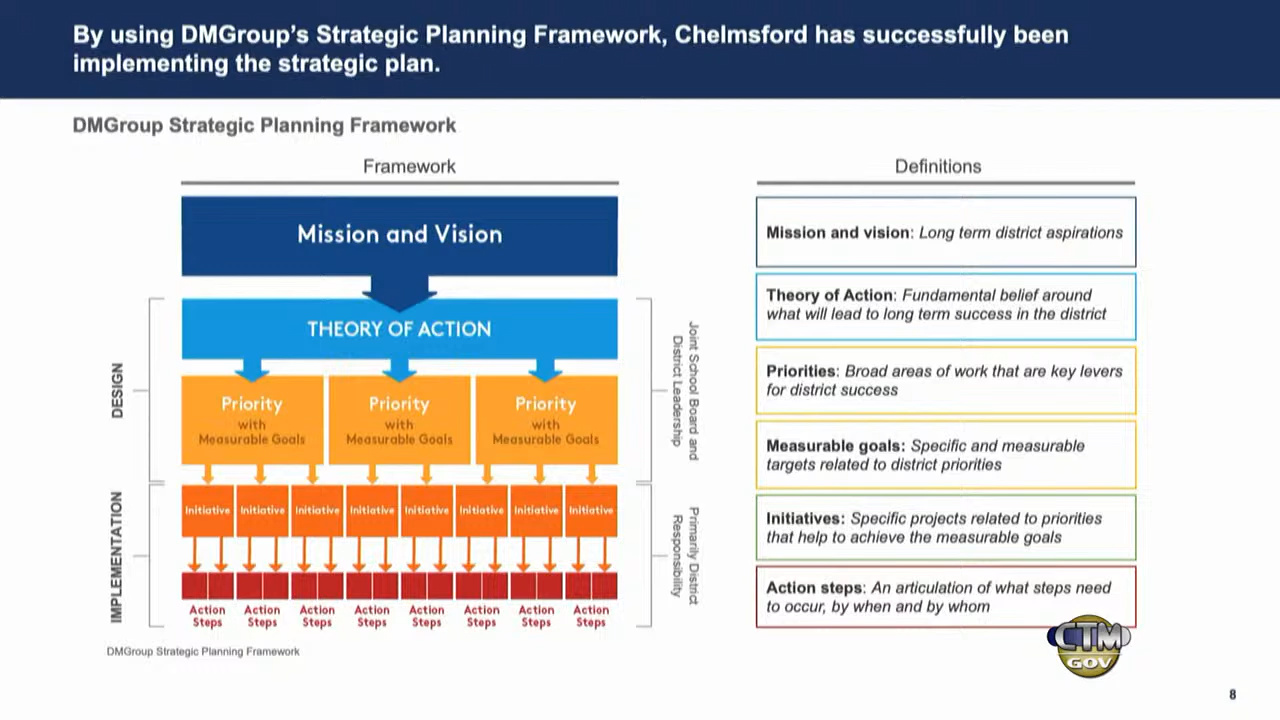 By using DMGroup's Strategic Planning Framework, Chelmsford has successfully been
implementing the strategic plan.
DMGroup Strategic Planning Framework
Framework
Mission and Vision
THEORY OF ACTION
Priority
with
Measurable Goals
Priority
with
Measurable Goals
Priority
with
Measurable Goals
Initiative Initiative Initiative Initiative Initiative Initiative Initiative Initiative
Action Action Action Action Action Action Action Action
Steps Steps Steps Steps Steps Steps Steps Steps
DESIGN
IMPLEMENTATION
Joint School Board and
District Leadership
Primarily District
Responsibility
DMGroup Strategic Planning Framework
Definitions
Mission and vision: Long term district aspirations
Theory of Action: Fundamental belief around
what will lead to long term success in the district
Priorities: Broad areas of work that are key levers
for district success
Measurable goals: Specific and measurable
targets related to district priorities
Initiatives: Specific projects related to priorities
that help to achieve the measurable goals
Action steps: An articulation of what steps need
to occur, by when and by whom
CTM
GOV
8